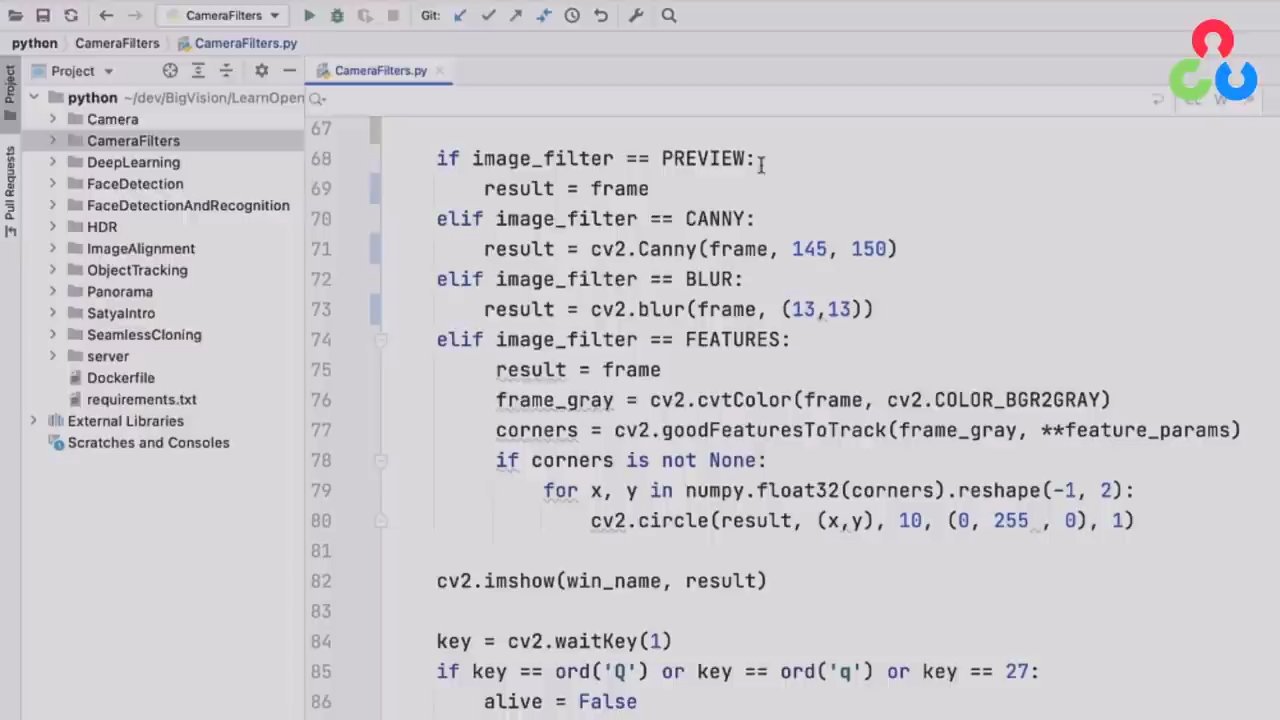 CameraFilters
Git:
python
CameraFilters
CameraFilters.py
Project
Pull Requests
Project
python ~/dev/BigVision/LearnOpen
Camera
CameraFilters
DeepLearning
FaceDetection
FaceDetectionAndRecognition
HDR
ImageAlignment
ObjectTracking
Panorama
SatyaIntro
SeamlessCloning
server
Dockerfile
requirements.txt
External Libraries
Scratches and Consoles
CameraFilters.py
67
68 if image_filter == PREVIEW:
69 result = frame
70 elif image_filter == CANNY:
71 result = cv2.Canny(frame, 145, 150)
72 elif image_filter == BLUR:
73 result = cv2.blur(frame, (13,13))
74 elif image_filter == FEATURES:
75 result = frame
76 frame_gray = cv2.cvtColor(frame, cv2.COLOR_BGR2GRAY)
77 corners = cv2.goodFeaturesToTrack(frame_gray, **feature_params)
78 if corners is not None:
79 for x, y in numpy.float32(corners).reshape(-1, 2):
80 cv2.circle(result, (x,y), 10, (0, 255 , 0), 1)
81
82 cv2.imshow(win_name, result)
83
84 key = cv2.waitKey(1)
85 if key == ord('Q') or key == ord('q') or key == 27:
86 alive = False